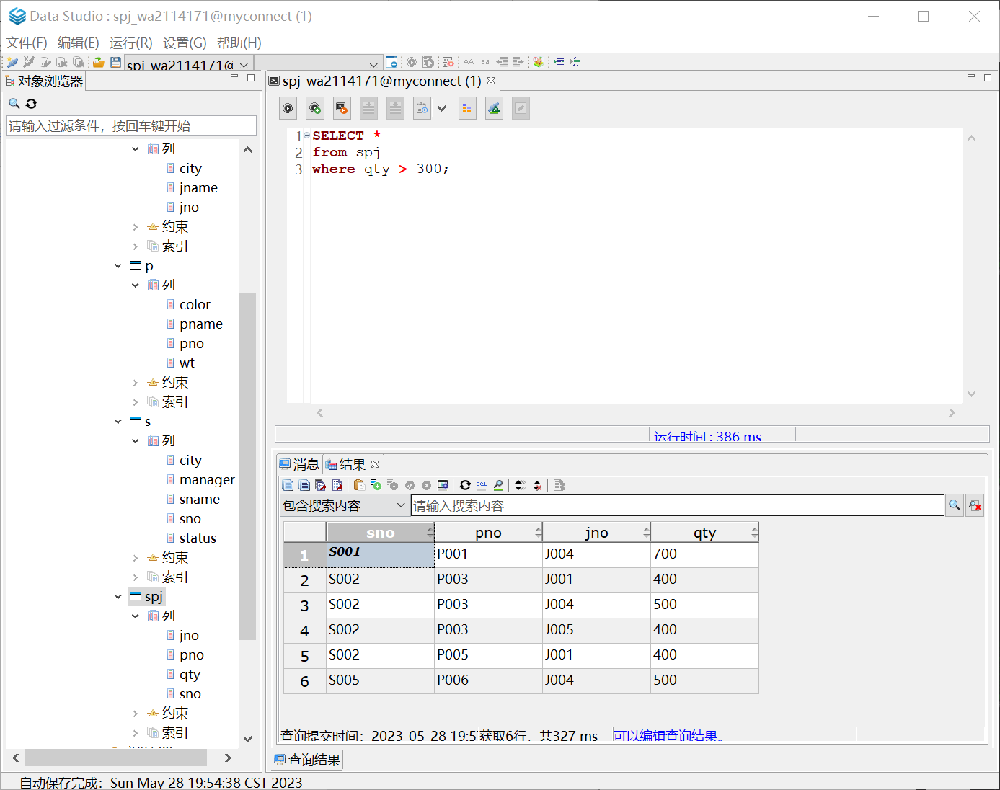 Data Studio : spj_wa2114171@myconnect (1)
文件(F) 编辑(E) 运行(R) 设置(G) 帮助(H)
spj_wa2114171@
对象浏览器
请输入过滤条件，按回车键开始
列
city
jname
jno
约束
索引
p
列
color
pname
pno
wt
约束
索引
s
列
city
manager
sname
sno
status
约束
索引
spj
列
jno
pno
qty
sno
约束
索引
spj_wa2114171@myconnect (1)
1 SELECT *
2 from spj
3 where qty > 300;
运行时间 : 386 ms
消息 结果
包含搜索内容 请输入搜索内容
sno pno jno qty
1 S001 P001 J004 700
2 S002 P003 J001 400
3 S002 P003 J004 500
4 S002 P003 J005 400
5 S002 P005 J001 400
6 S005 P006 J004 500
查询提交时间：2023-05-28 19:5 获取6行，共327 ms 可以编辑查询结果。
查询结果
自动保存完成：Sun May 28 19:54:38 CST 2023